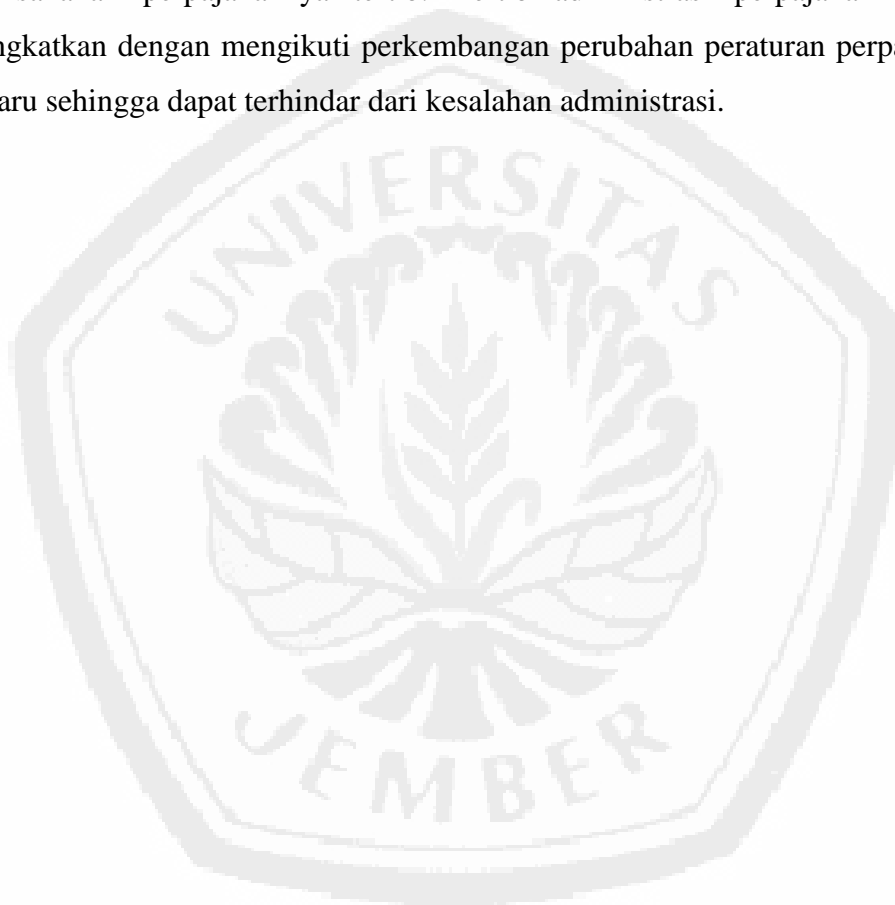 ngkatkan dengan mengikuti perkembangan perubahan peraturan perpa
aru sehingga dapat terhindar dari kesalahan administrasi.
UNIVERSITAS
JEMBER